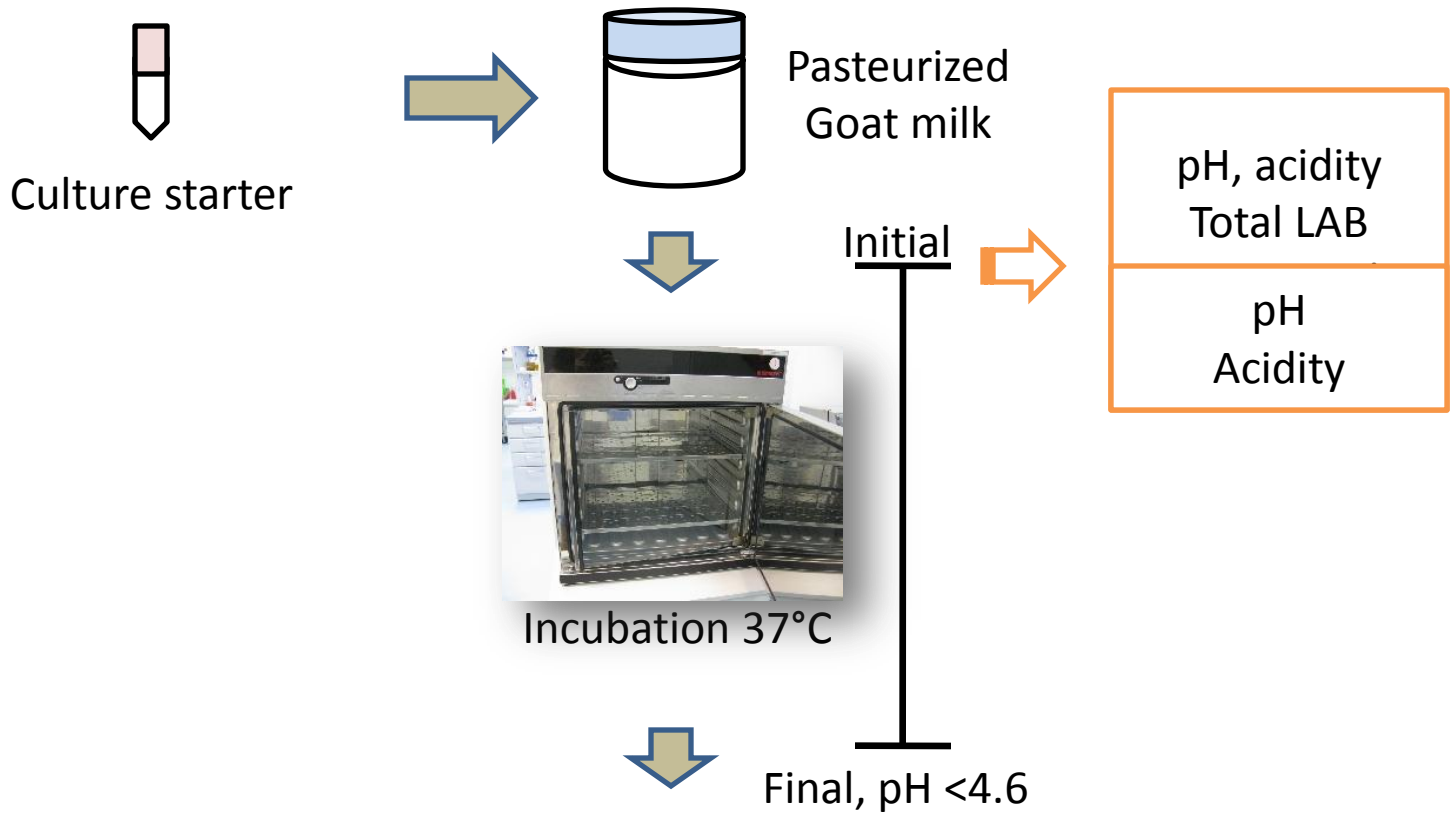 Culture starter
Pasteurized
Goat milk
Initial
pH, acidity
Total LAB
pH
Acidity
Incubation 37°C
Final, pH <4.6